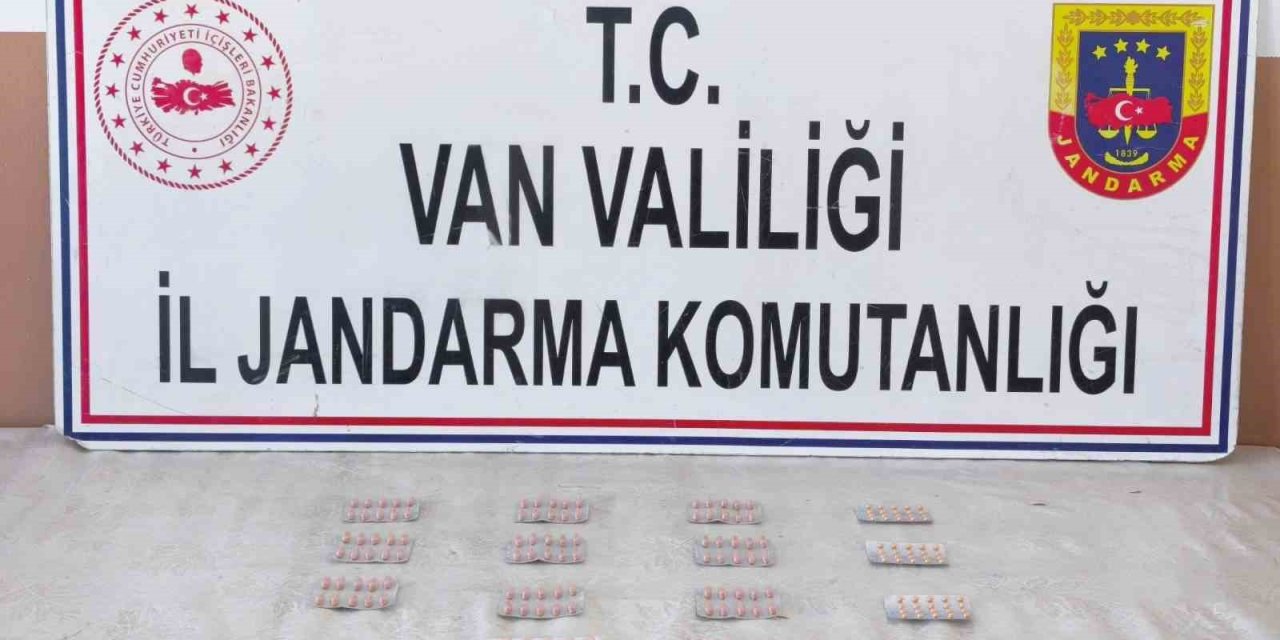 TÜRKİYE CUMHURİYETİ İÇİŞLERİ BAKANLIĞI
T.C.
VAN VALİLİĞİ
İL JANDARMA KOMUTANLIĞI
1839
JANDARMA